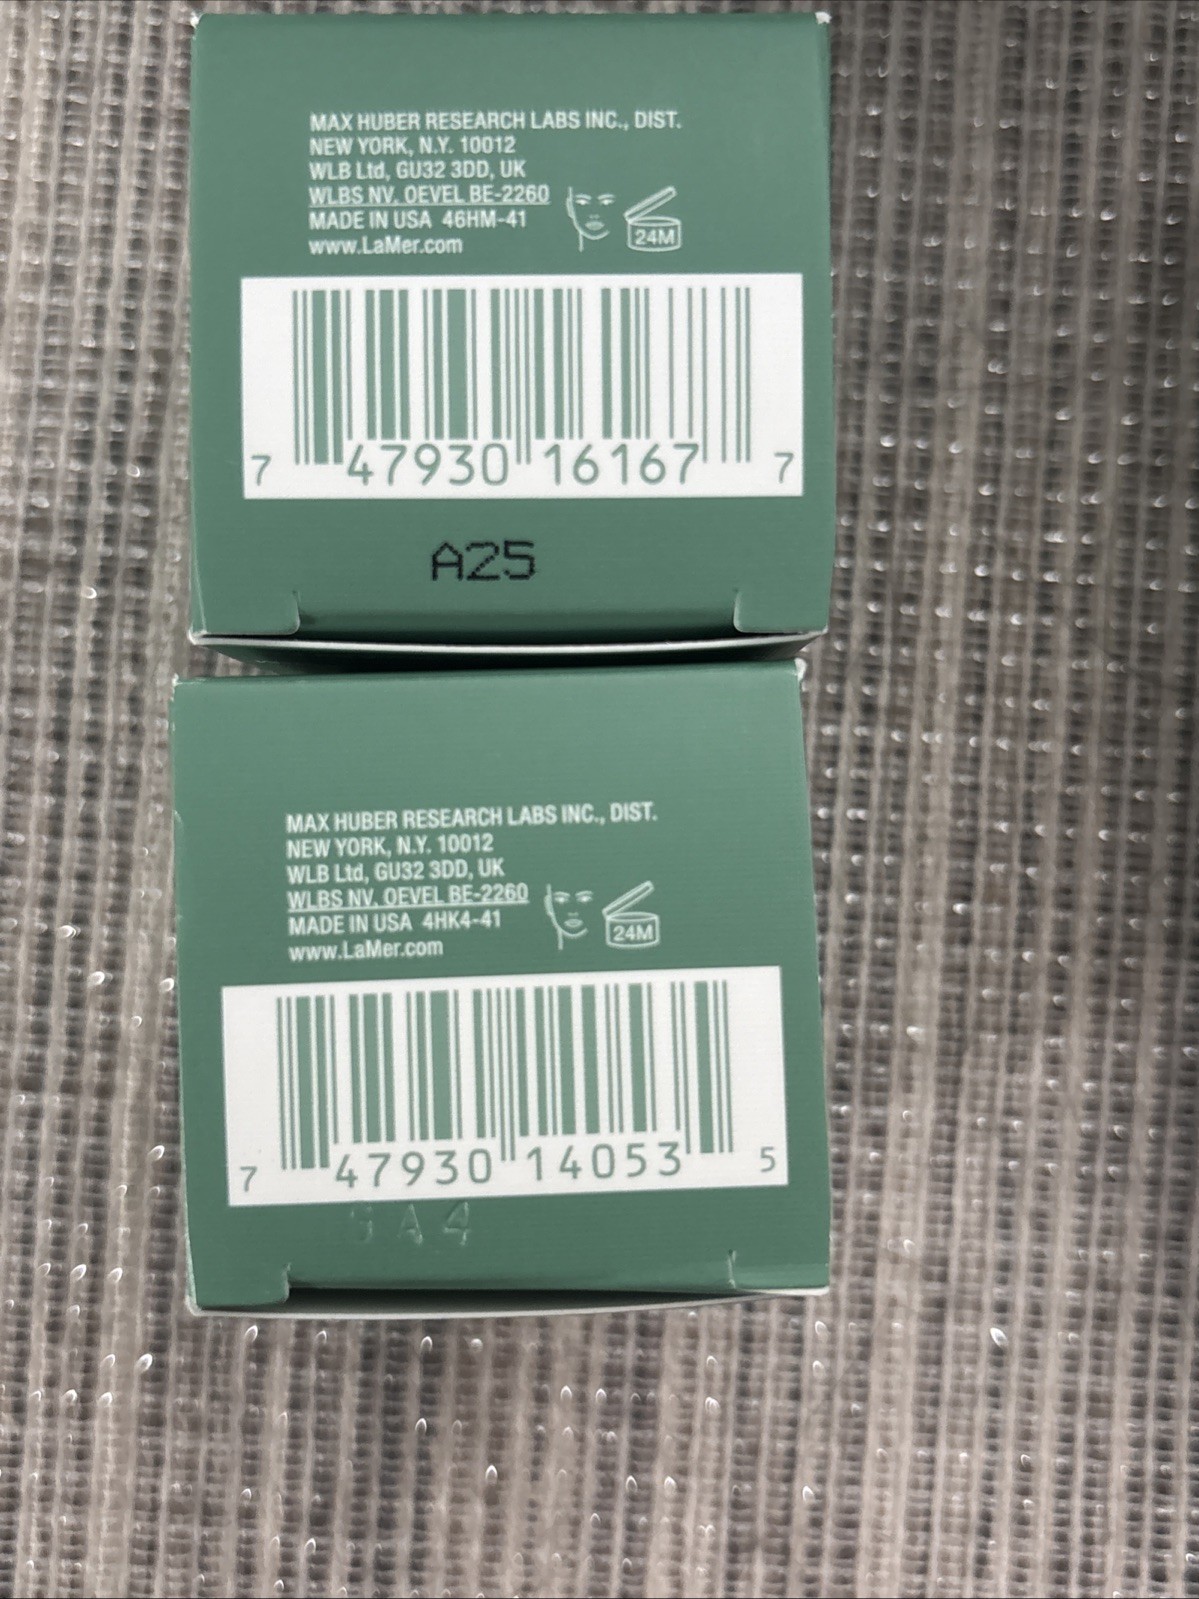 MAX HUBER RESEARCH LABS INC., DIST.
NEW YORK, N.Y. 10012
WLB Ltd, GU32 3DD, UK
WLBS NV, OEVEL BE-2260
MADE IN USA 46HM-41
www.LaMer.com
24M
7 47930 16167 7
A25
MAX HUBER RESEARCH LABS INC., DIST.
NEW YORK, N.Y. 10012
WLB Ltd, GU32 3DD, UK
WLBS NV, OEVEL BE-2260
MADE IN USA 4HK4-41
www.LaMer.com
24M
7 47930 14053 5